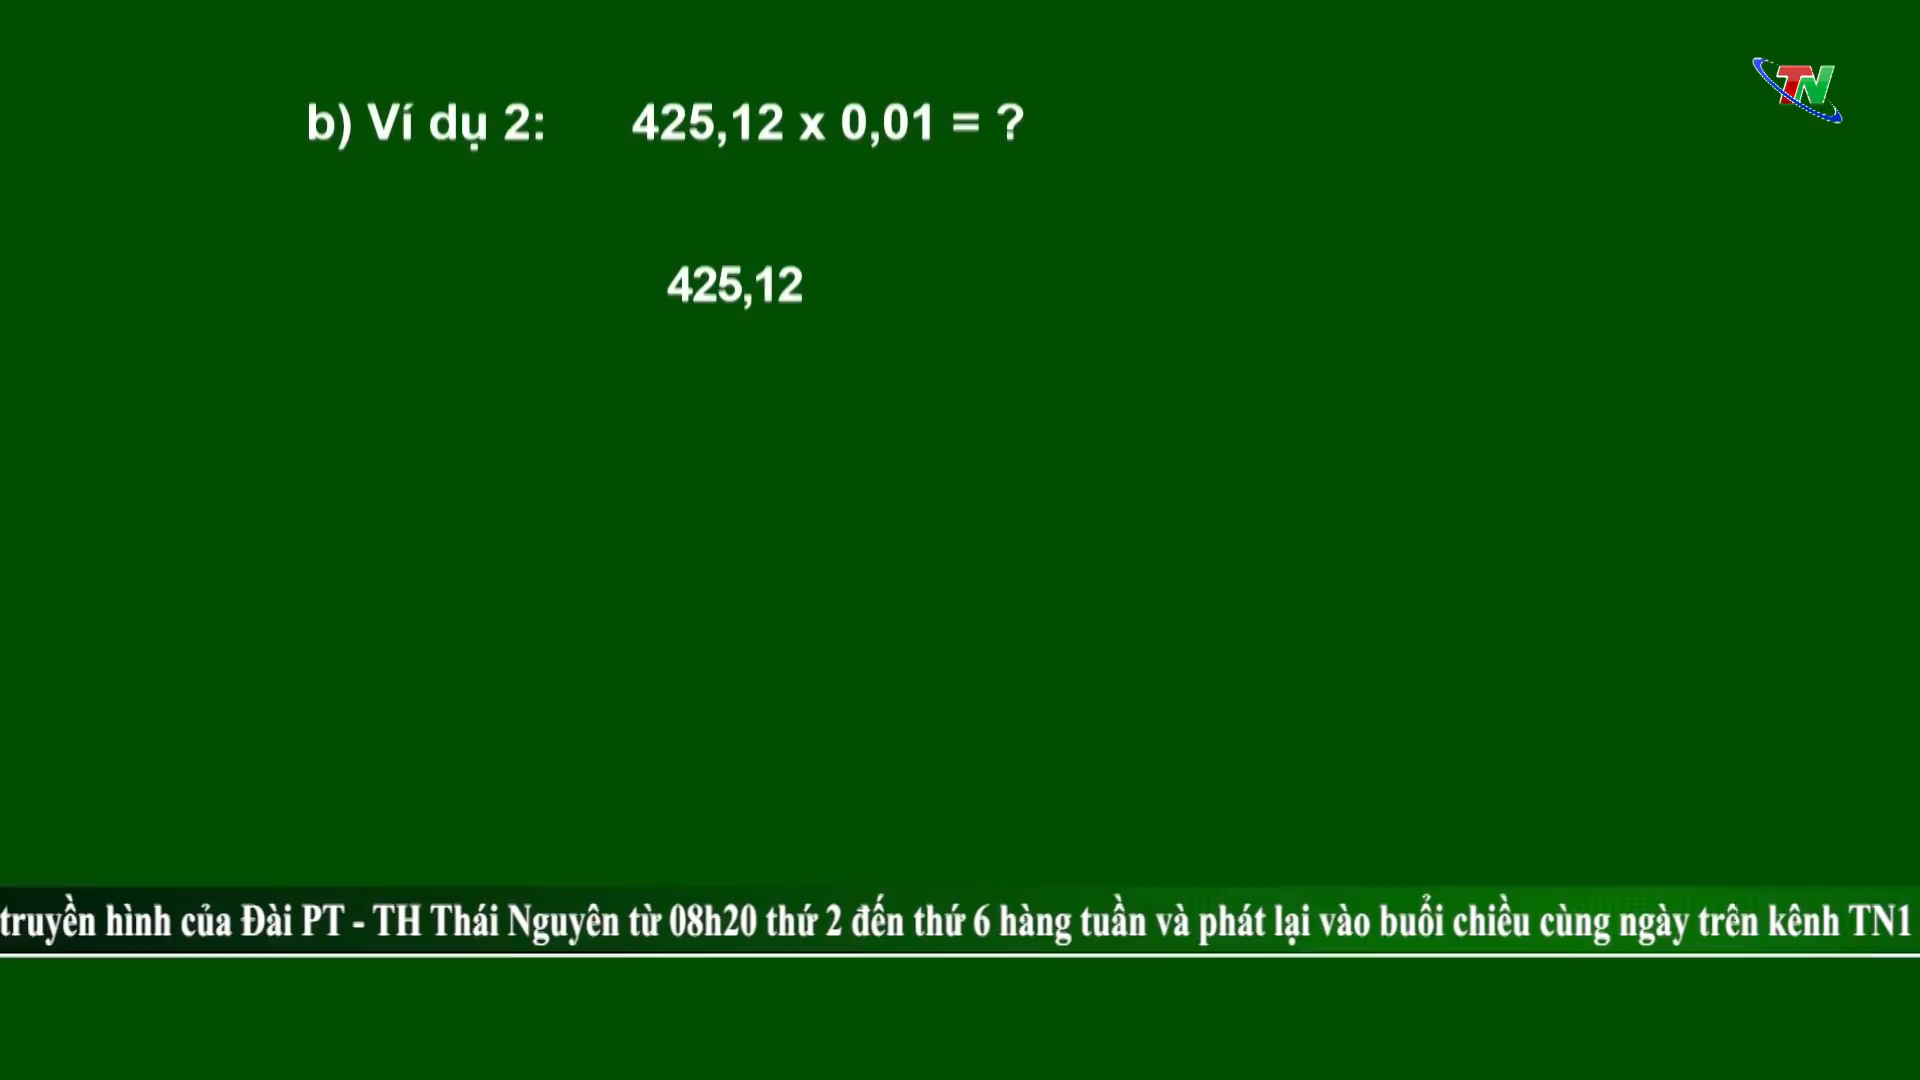 TN
b) Ví dụ 2: 425,12 x 0,01 = ?
425,12
truyền hình của Đài PT - TH Thái Nguyên từ 08h20 thứ 2 đến thứ 6 hàng tuần và phát lại vào buổi chiều cùng ngày trên kênh TN1